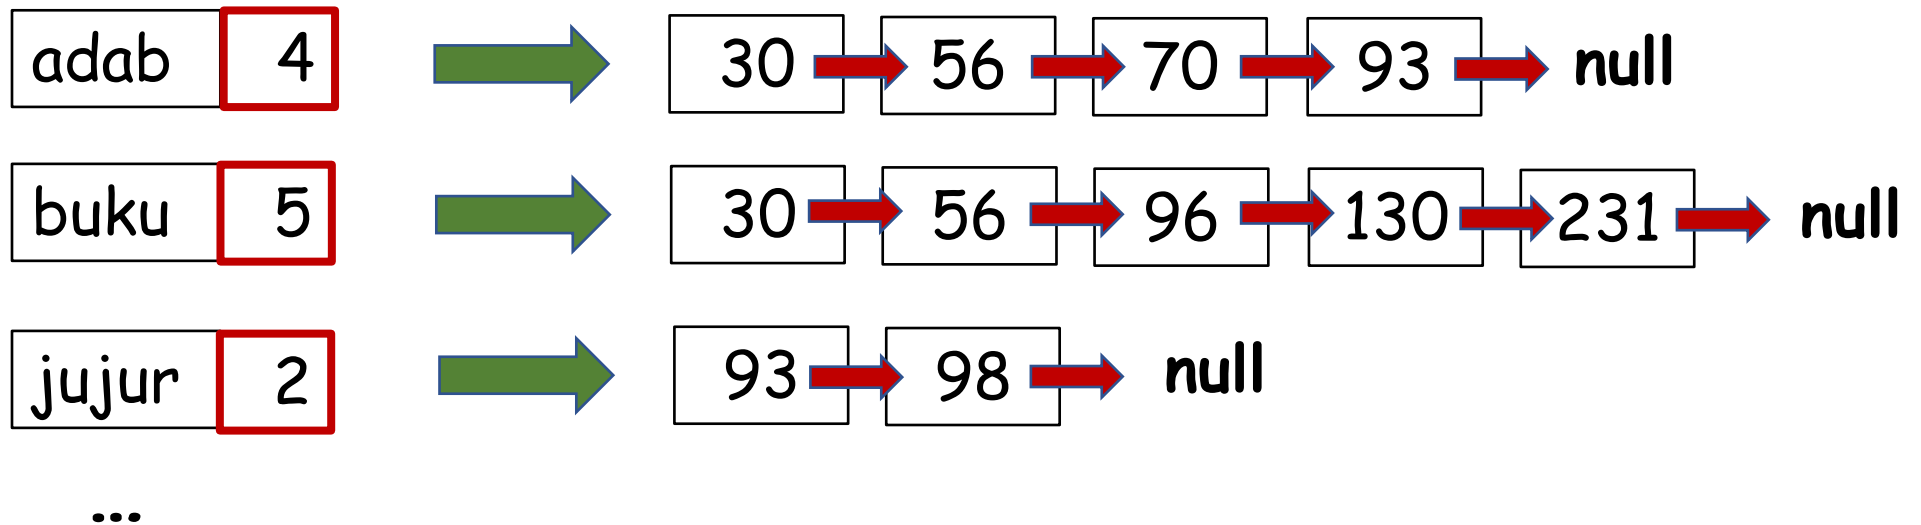 adab 4 30 56 70 93 null
buku 5 30 56 96 130 231 null
jujur 2 93 98 null
...